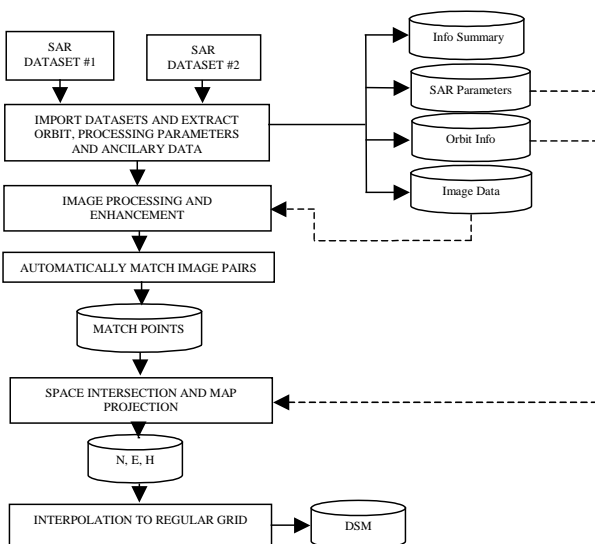 SAR
DATASET #1
SAR
DATASET #2
IMPORT DATASETS AND EXTRACT
ORBIT, PROCESSING PARAMETERS
AND ANCILARY DATA
Info Summary
SAR Parameters
Orbit Info
Image Data
IMAGE PROCESSING AND
ENHANCEMENT
AUTOMATICALLY MATCH IMAGE PAIRS
MATCH POINTS
SPACE INTERSECTION AND MAP
PROJECTION
N, E, H
INTERPOLATION TO REGULAR GRID
DSM